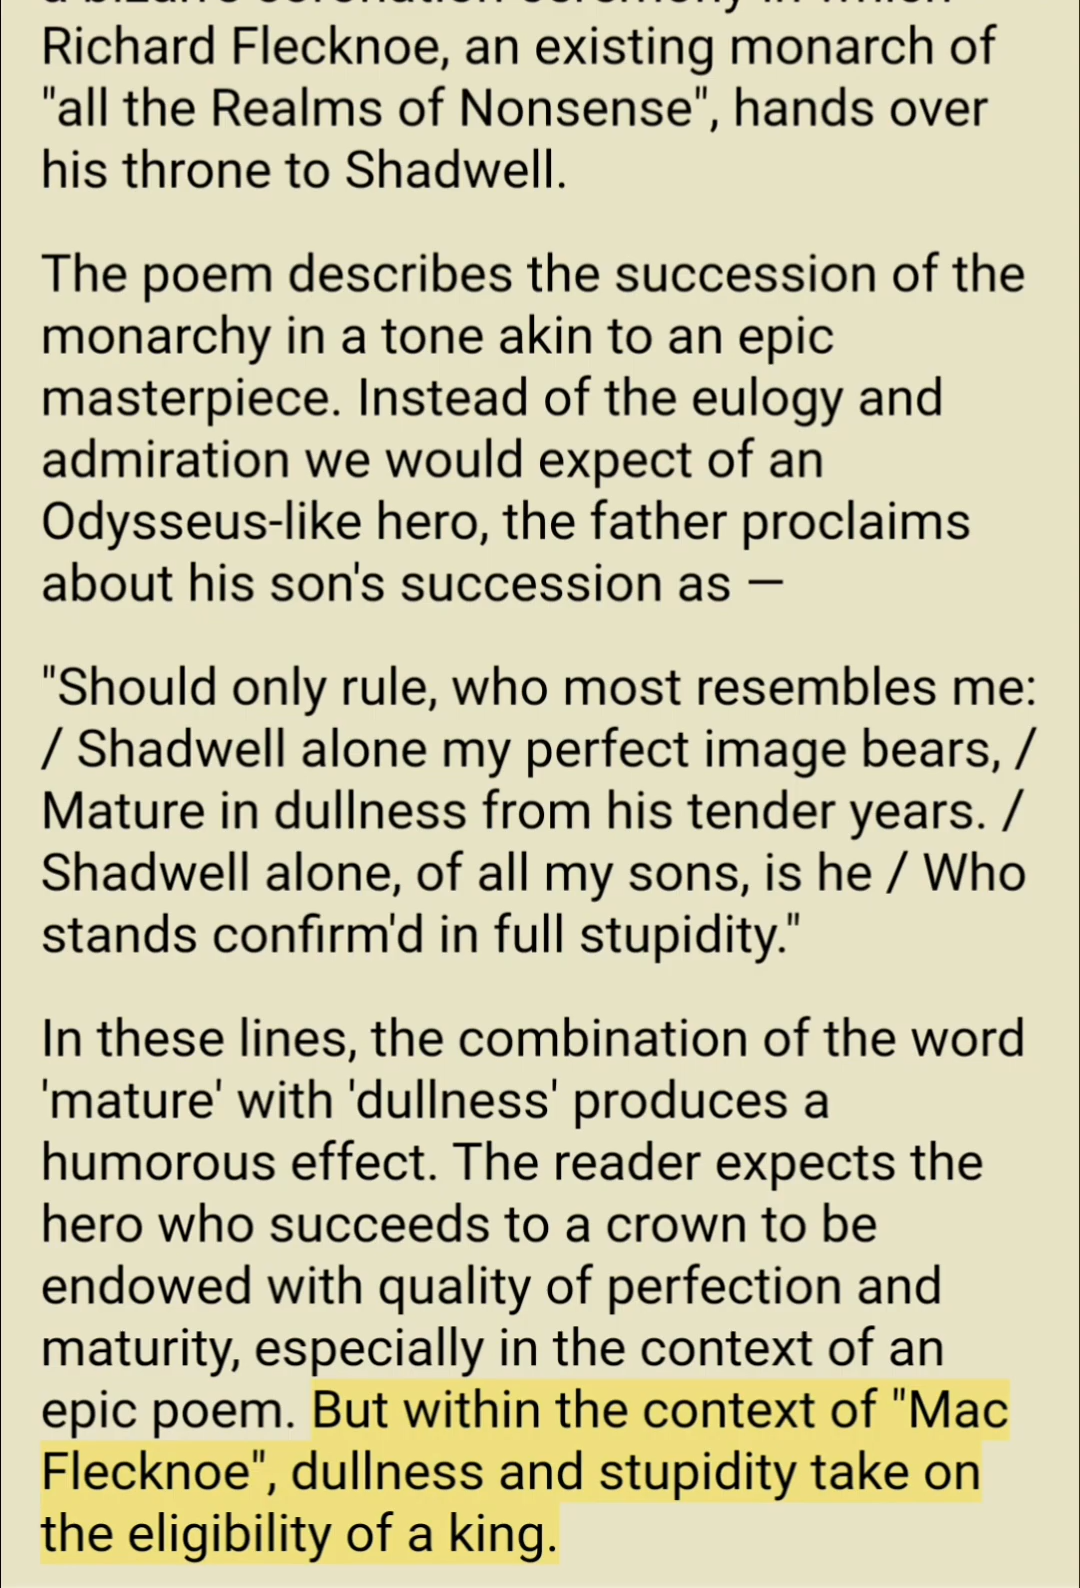 Richard Flecknoe, an existing monarch of
"all the Realms of Nonsense", hands over
his throne to Shadwell.
The poem describes the succession of the
monarchy in a tone akin to an epic
masterpiece. Instead of the eulogy and
admiration we would expect of an
Odysseus-like hero, the father proclaims
about his son's succession as —
"Should only rule, who most resembles me:
/ Shadwell alone my perfect image bears, /
Mature in dullness from his tender years. /
Shadwell alone, of all my sons, is he / Who
stands confirm'd in full stupidity."
In these lines, the combination of the word
'mature' with 'dullness' produces a
humorous effect. The reader expects the
hero who succeeds to a crown to be
endowed with quality of perfection and
maturity, especially in the context of an
epic poem. But within the context of "Mac
Flecknoe", dullness and stupidity take on
the eligibility of a king.